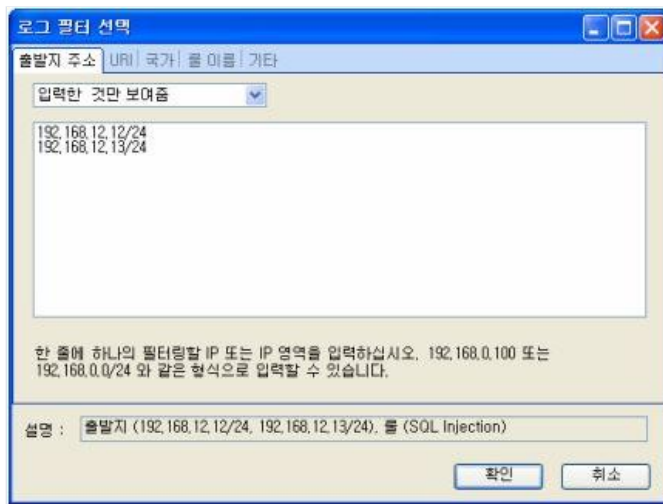 로그 필터 선택
출발지 주소 URI 국가 룰 이름 기타
입력한 것만 보여줌
192.168.12.12/24
192.168.12.13/24
한 줄에 하나의 필터링할 IP 또는 IP 영역을 입력하십시오. 192.168.0.100 또는
192.168.0.0/24 와 같은 형식으로 입력할 수 있습니다.
설명 : 출발지 (192.168.12.12/24, 192.168.12.13/24), 룰 (SQL Injection)
확인 취소